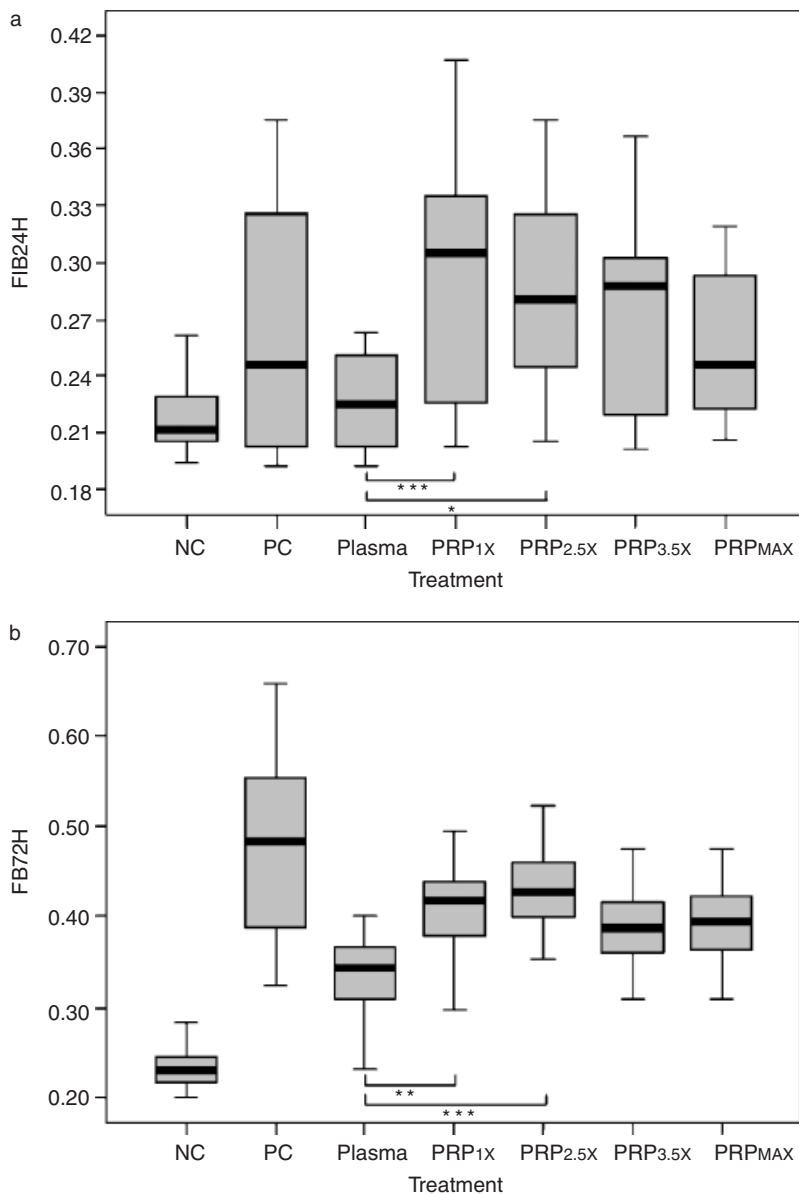 a
0.42
0.39
0.36
0.33
0.30
0.27
0.24
0.21
0.18
FIB24H
***
*
NC PC Plasma PRP1X PRP2.5X PRP3.5X PRPMAX
Treatment
b
0.70
0.60
0.50
0.40
0.30
0.20
FB72H
**
***
NC PC Plasma PRP1X PRP2.5X PRP3.5X PRPMAX
Treatment